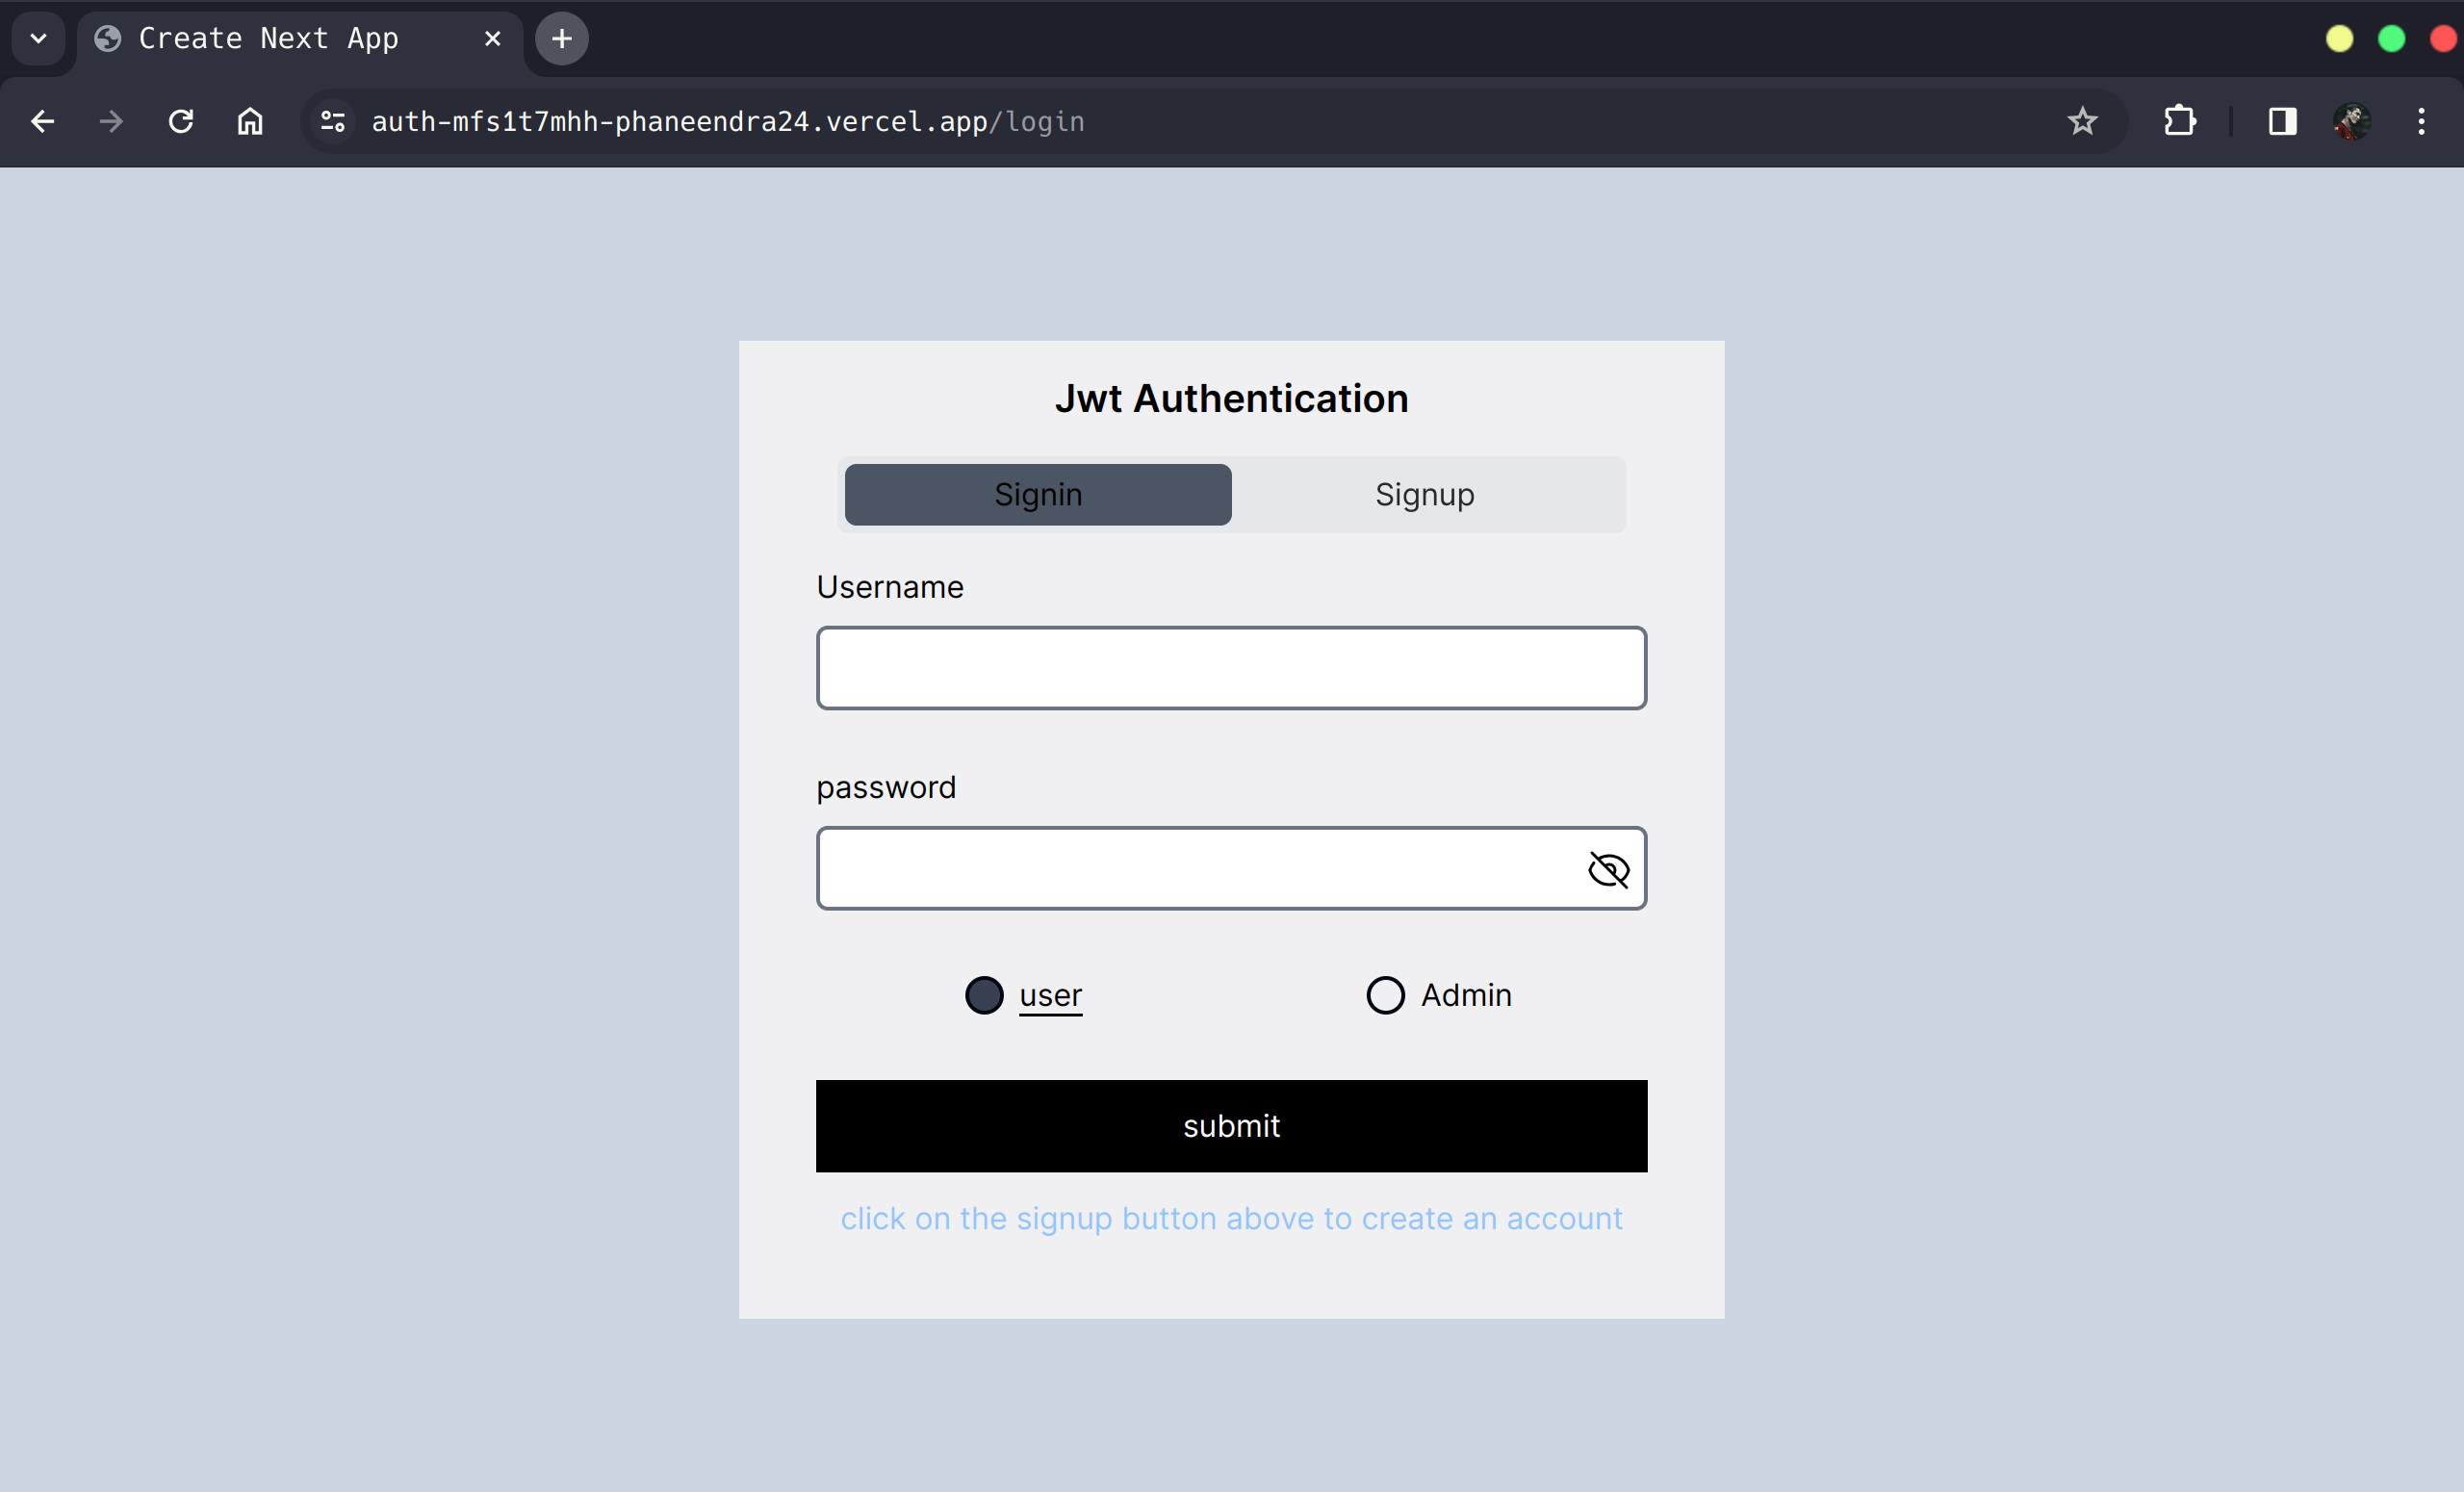 Create Next App
auth-mfs1t7mhh-phaneendra24.vercel.app/login
Jwt Authentication
Signin Signup
Username
password
user Admin
submit
click on the signup button above to create an account